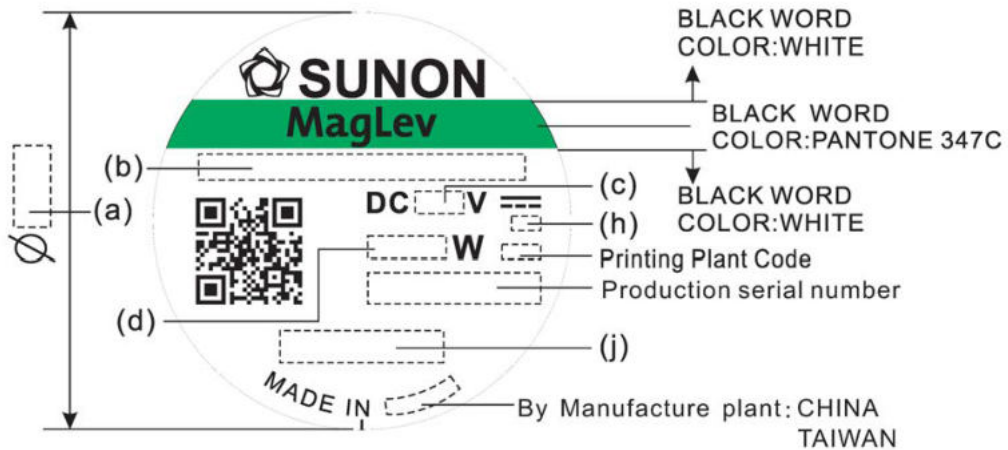 BLACK WORD
COLOR:WHITE
SUNON
MagLev
BLACK WORD
COLOR:PANTONE 347C
(b)
(a)
Ø
DC V
(c)
BLACK WORD
COLOR:WHITE
(h)
W
Printing Plant Code
Production serial number
(d)
(j)
MADE IN
By Manufacture plant: CHINA
TAIWAN